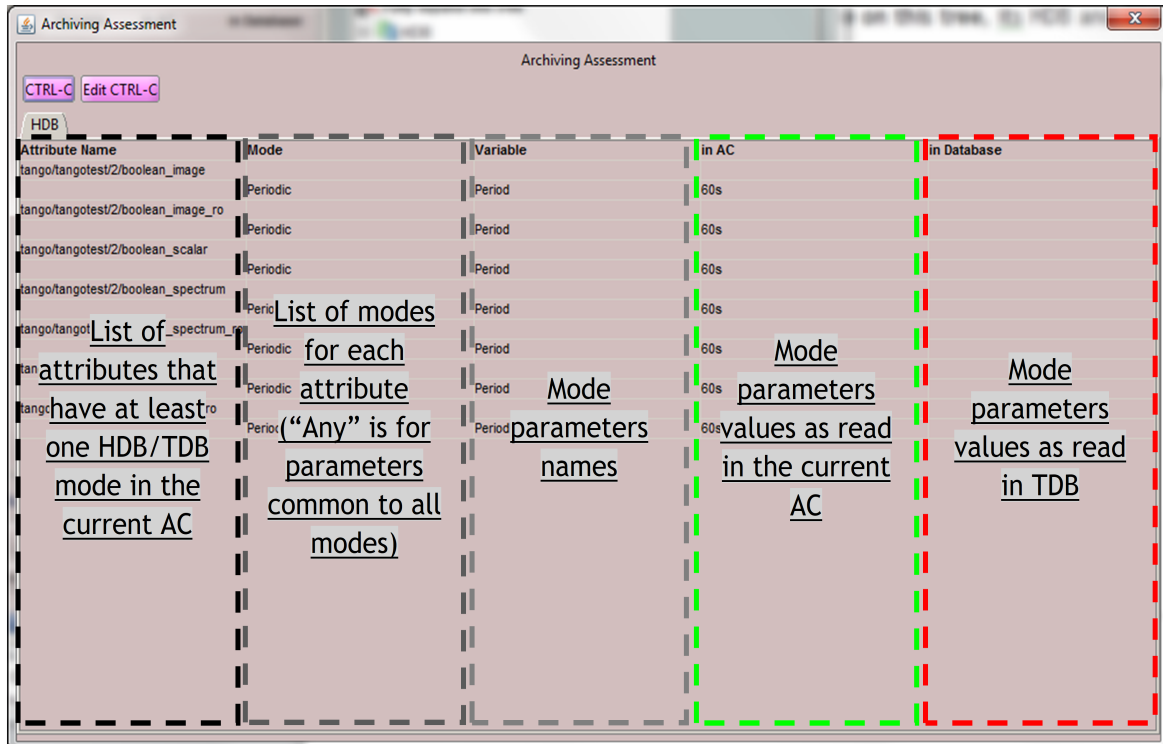 Archiving Assessment
Archiving Assessment
CTRL-C Edit CTRL-C
HDB
Attribute Name Mode Variable in AC in Database
tango/tangotest/2/boolean_image
Periodic Period 60s
tango/tangotest/2/boolean_image_ro
Periodic Period 60s
tango/tangotest/2/boolean_scalar
Periodic Period 60s
tango/tangotest/2/boolean_spectrum
Period 60s
_spectrum_ro
Periodic Period 60s
Periodic Period 60s
ro
Period 60s
List of
attributes that
have at least
one HDB/TDB
mode in the
current AC
List of modes
for each
attribute
(“Any” is for
parameters
common to all
modes)
Mode
parameters
names
Mode
parameters
values as read
in the current
AC
Mode
parameters
values as read
in TDB